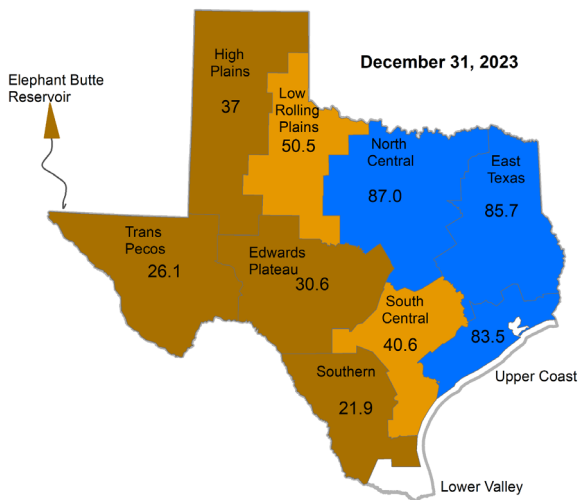 December 31, 2023
Elephant Butte
Reservoir
High
Plains
37
Low
Rolling
Plains
50.5
North
Central
87.0
East
Texas
85.7
Trans
Pecos
26.1
Edwards
Plateau
30.6
South
Central
40.6
83.5
Upper Coast
Southern
21.9
Lower Valley